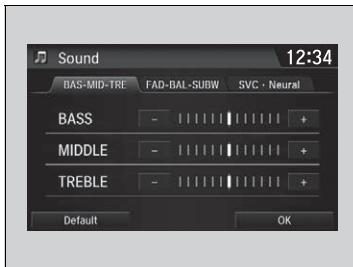 Sound 12:34
BAS-MID-TRE FAD-BAL-SUBW SVC · Neural
BASS - +
MIDDLE - +
TREBLE - +
Default OK